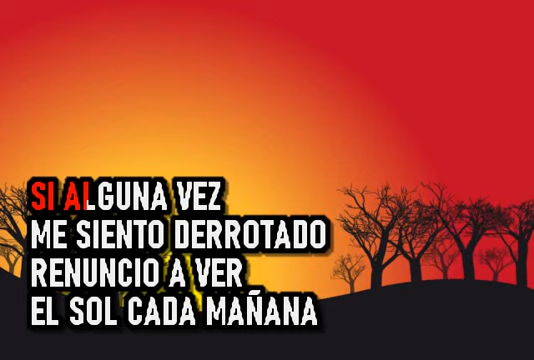 SI ALGUNA VEZ
ME SIENTO DERROTADO
RENUNCIO A VER
EL SOL CADA MAÑANA